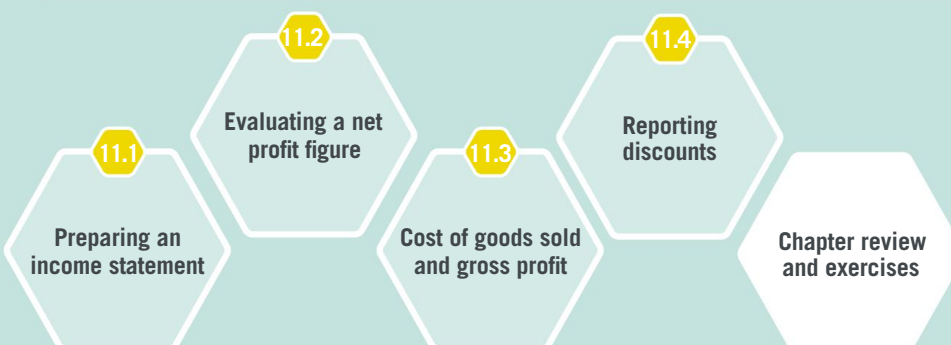 11.1
Preparing an
income statement
11.2
Evaluating a net
profit figure
11.3
Cost of goods sold
and gross profit
11.4
Reporting
discounts
Chapter review
and exercises